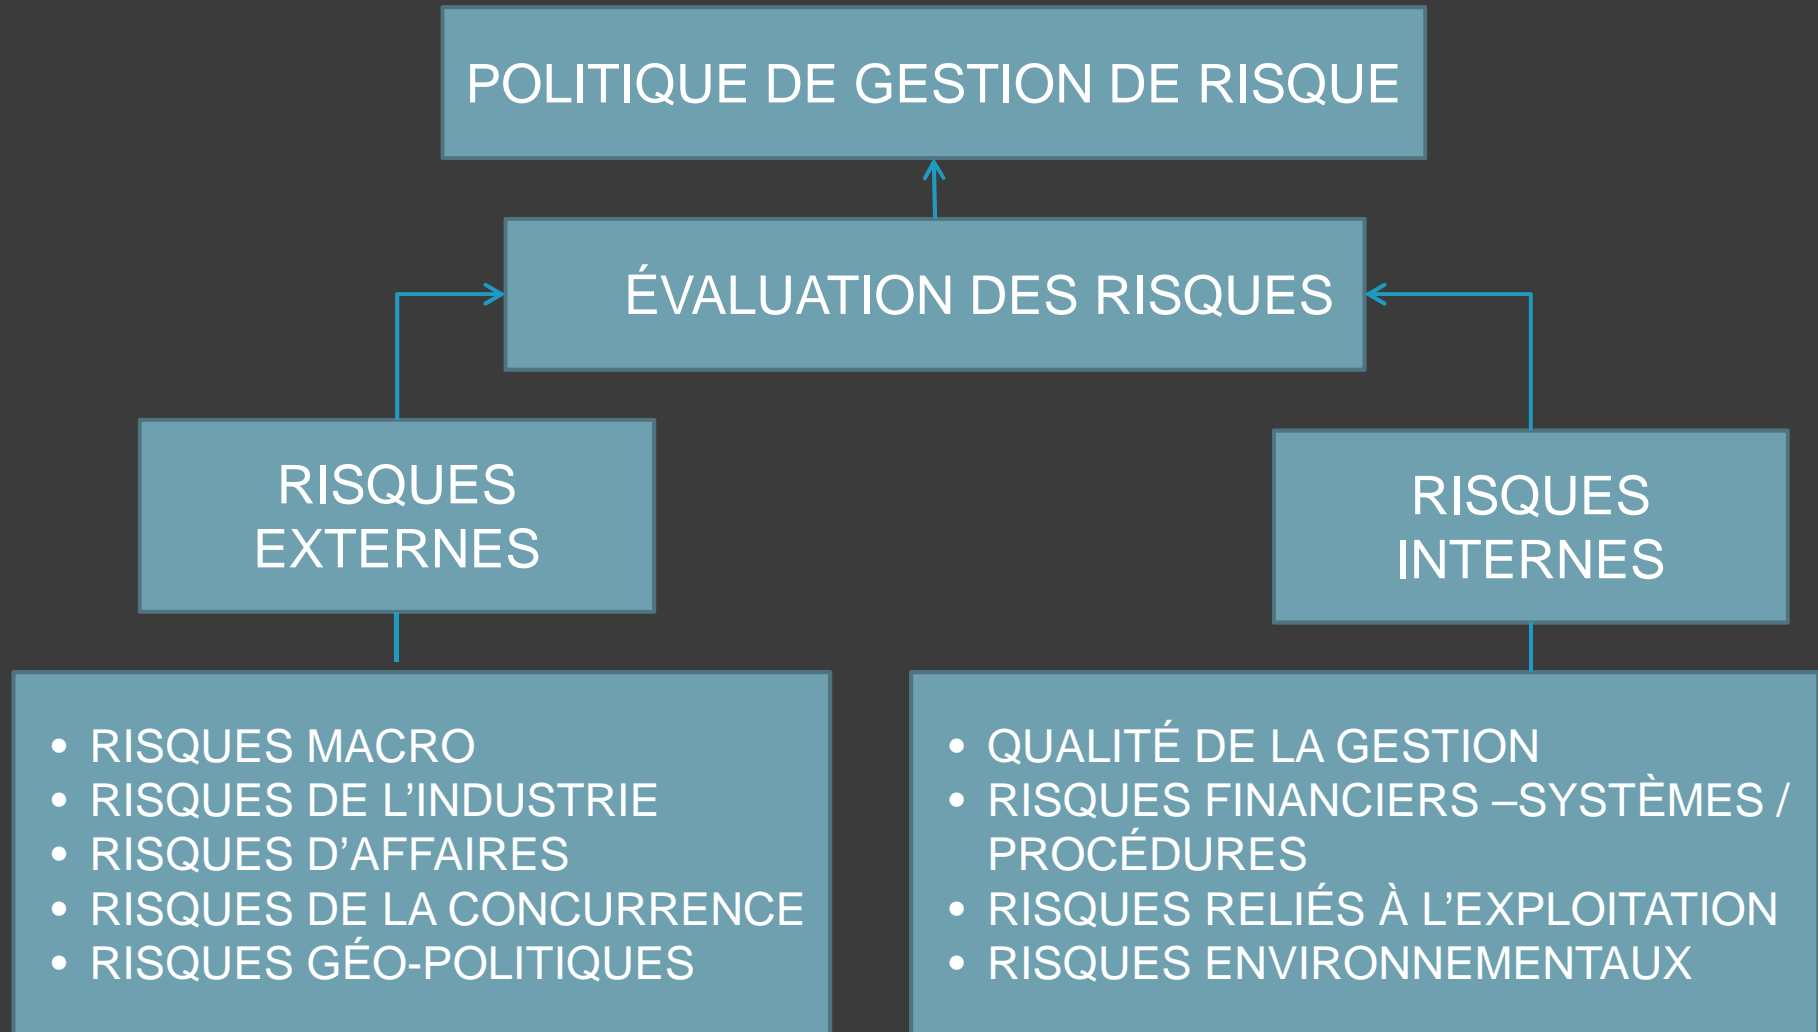 POLITIQUE DE GESTION DE RISQUE
ÉVALUATION DES RISQUES
RISQUES
EXTERNES
RISQUES
INTERNES
• RISQUES MACRO
• RISQUES DE L’INDUSTRIE
• RISQUES D’AFFAIRES
• RISQUES DE LA CONCURRENCE
• RISQUES GÉO-POLITIQUES
• QUALITÉ DE LA GESTION
• RISQUES FINANCIERS –SYSTÈMES /
PROCÉDURES
• RISQUES RELIÉS À L’EXPLOITATION
• RISQUES ENVIRONNEMENTAUX